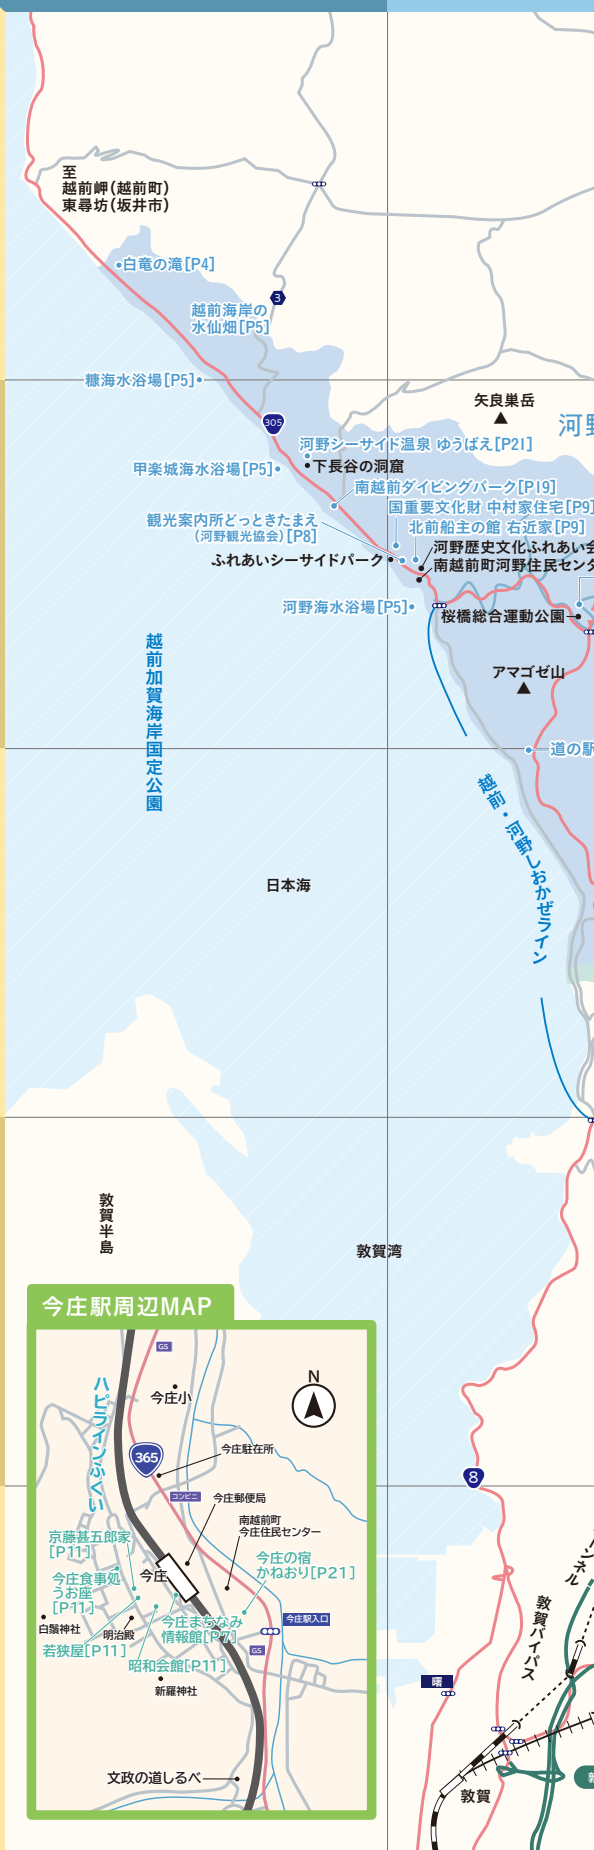 至
越前岬(越前町)
東尋坊(坂井市)
白竜の滝[P4]
越前海岸の
水仙畑[P5]
3
糠海水浴場[P5]
矢良巣岳
305
河野シーサイド温泉 ゆうばえ[P21]
甲楽城海水浴場[P5]
下長谷の洞窟
南越前ダイビングパーク[P19]
国重要文化財 中村家住宅[P9]
観光案内所どっときたまえ
(河野観光協会)[P8]
北前船主の館 右近家[P9]
河野歴史文化ふれあい
ふれあいシーサイドパーク
南越前町河野住民センタ
河野海水浴場[P5]
桜橋総合運動公園
越前加賀海岸国定公園
アマゴゼ山
道の駅
越前・河野しおかぜライン
日本海
敦賀半島
敦賀湾
今庄駅周辺MAP
GS
ハピラインふくい
今庄小
N
365
今庄駐在所
コンビニ
今庄郵便局
南越前町
今庄住民センター
京藤甚五郎家
[P11]
今庄
今庄の宿
かねおり[P21]
今庄食事処
うお座
[P11]
白鬚神社
明治殿
今庄まちなみ
情報館[P7]
今庄駅入口
若狭屋[P11]
昭和会館[P11]
GS
新羅神社
文政の道しるべ
8
ンネル
敦賀バイパス
曙
敦賀